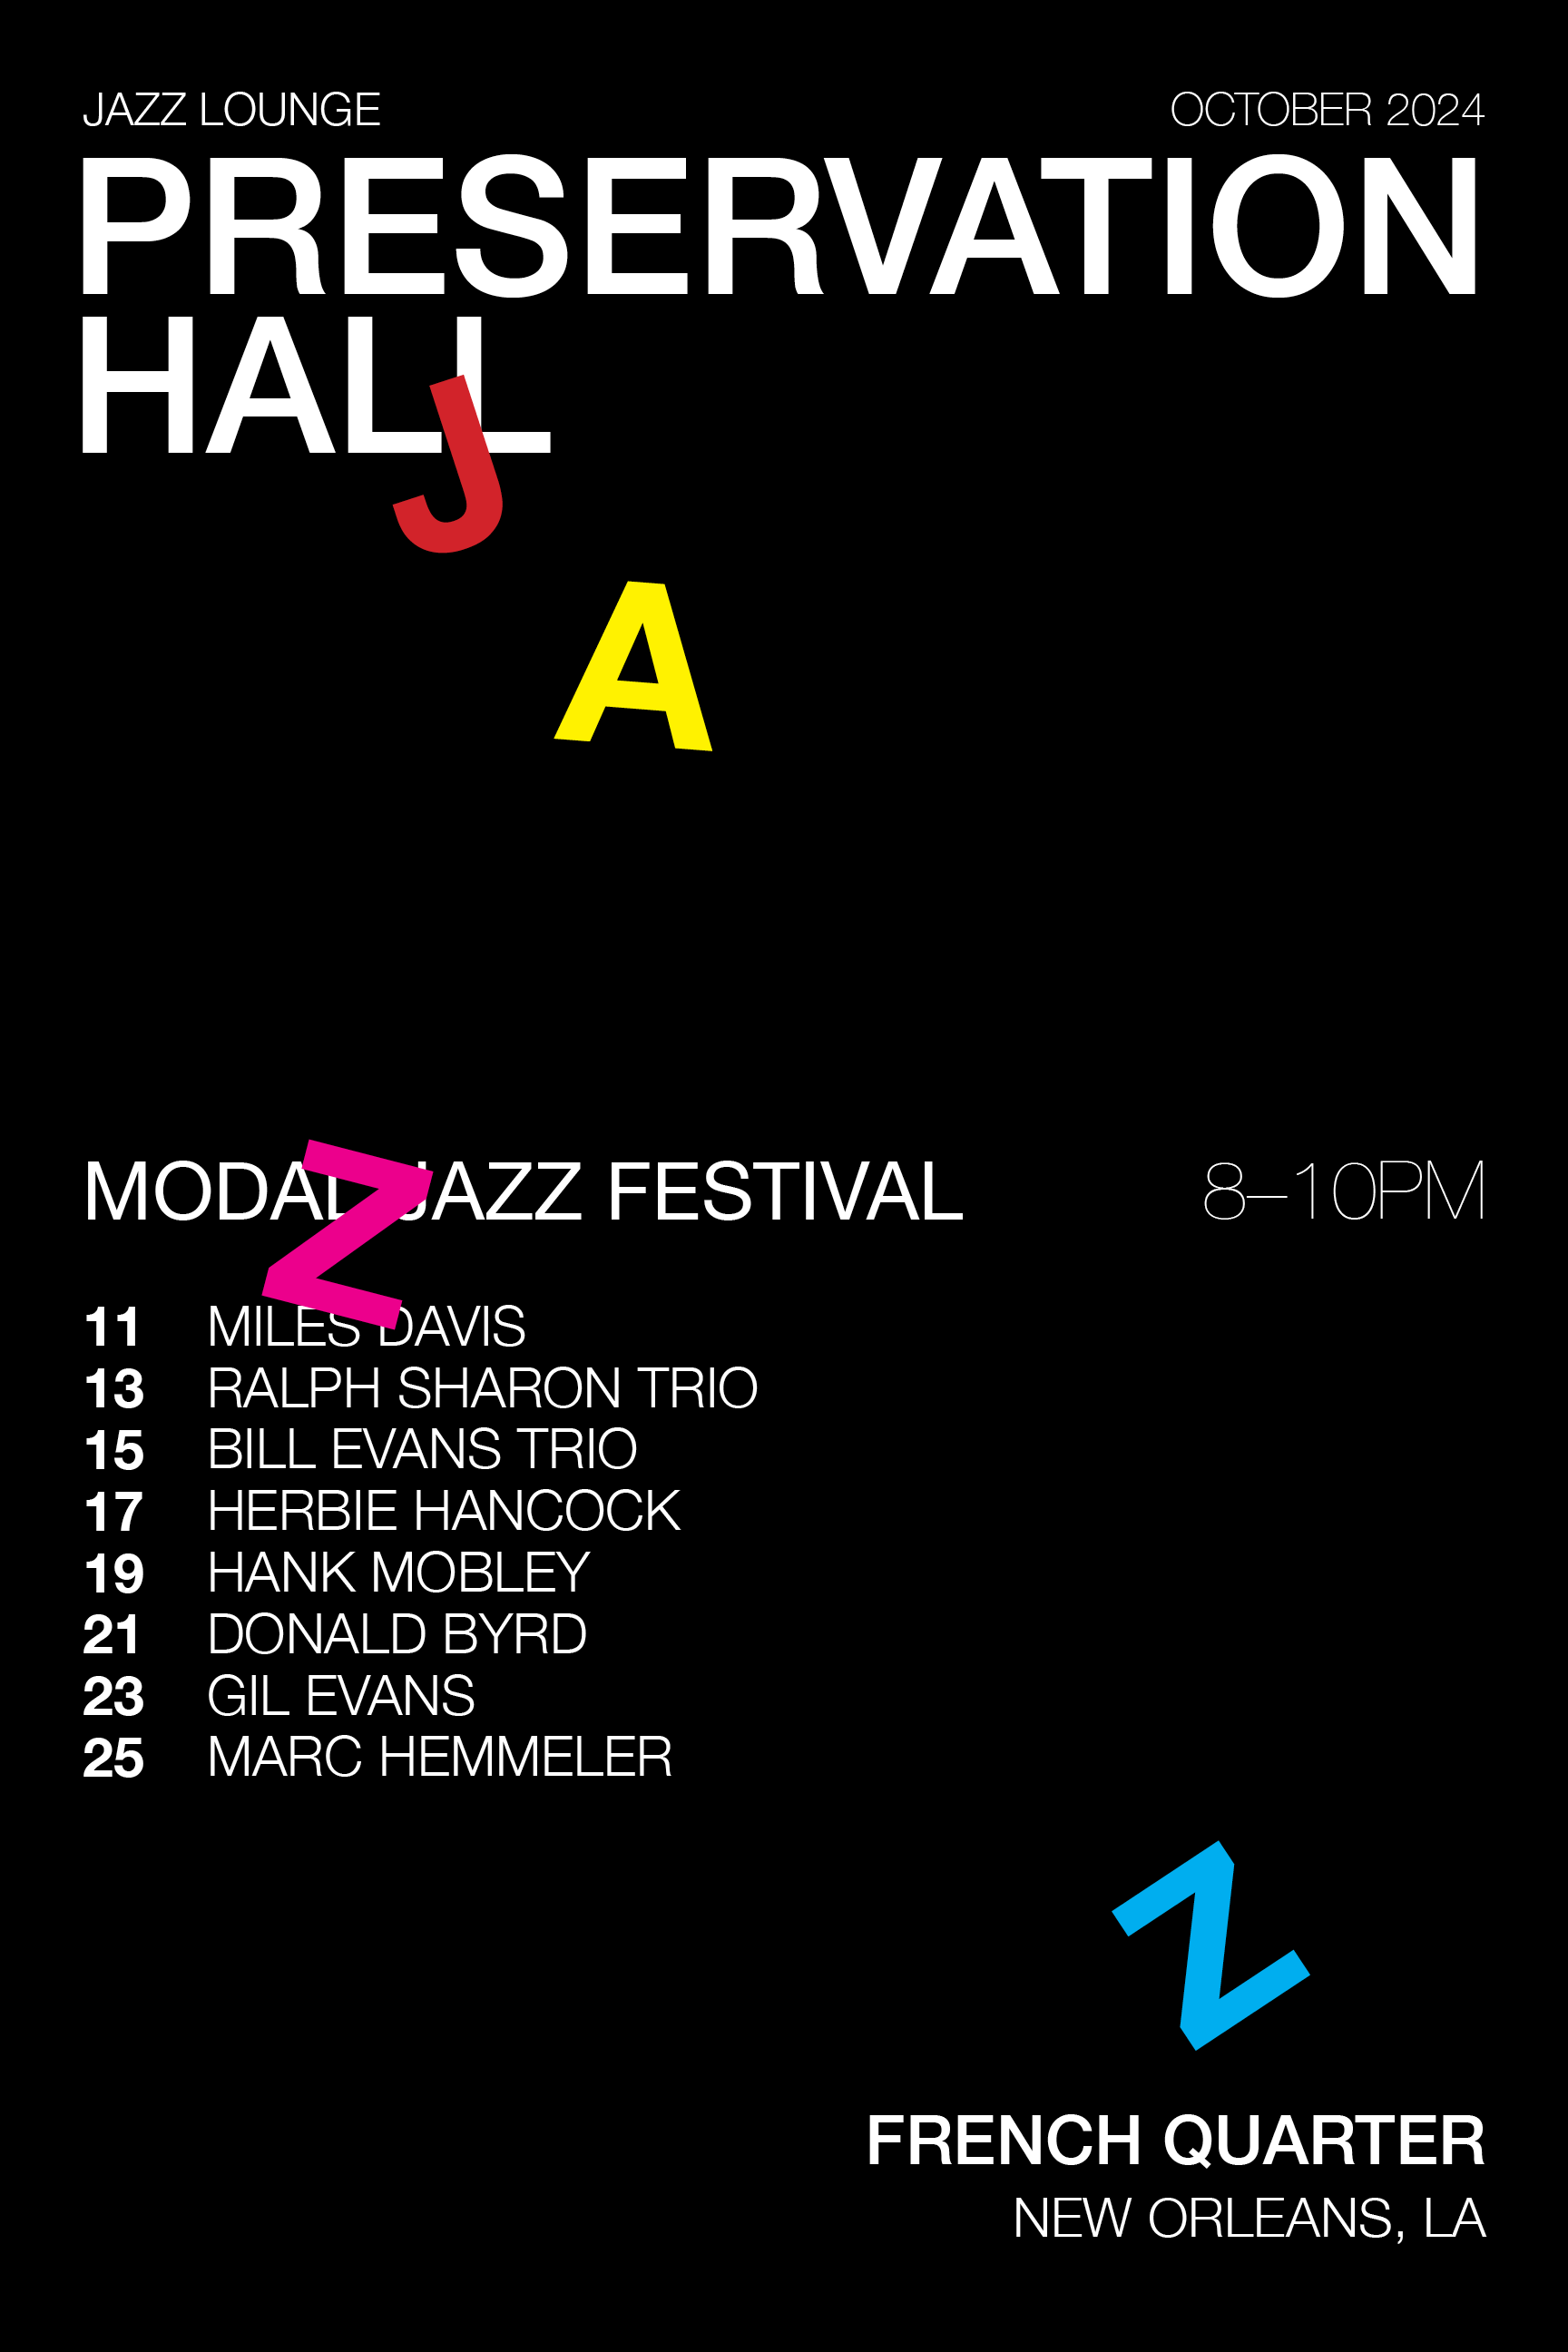 JAZZ LOUNGE OCTOBER 2024
PRESERVATION
HALL
J
A
Z
MODAL JAZZ FESTIVAL 8–10PM
11 MILES DAVIS
13 RALPH SHARON TRIO
15 BILL EVANS TRIO
17 HERBIE HANCOCK
19 HANK MOBLEY
21 DONALD BYRD
23 GIL EVANS
25 MARC HEMMELER
Z
FRENCH QUARTER
NEW ORLEANS, LA